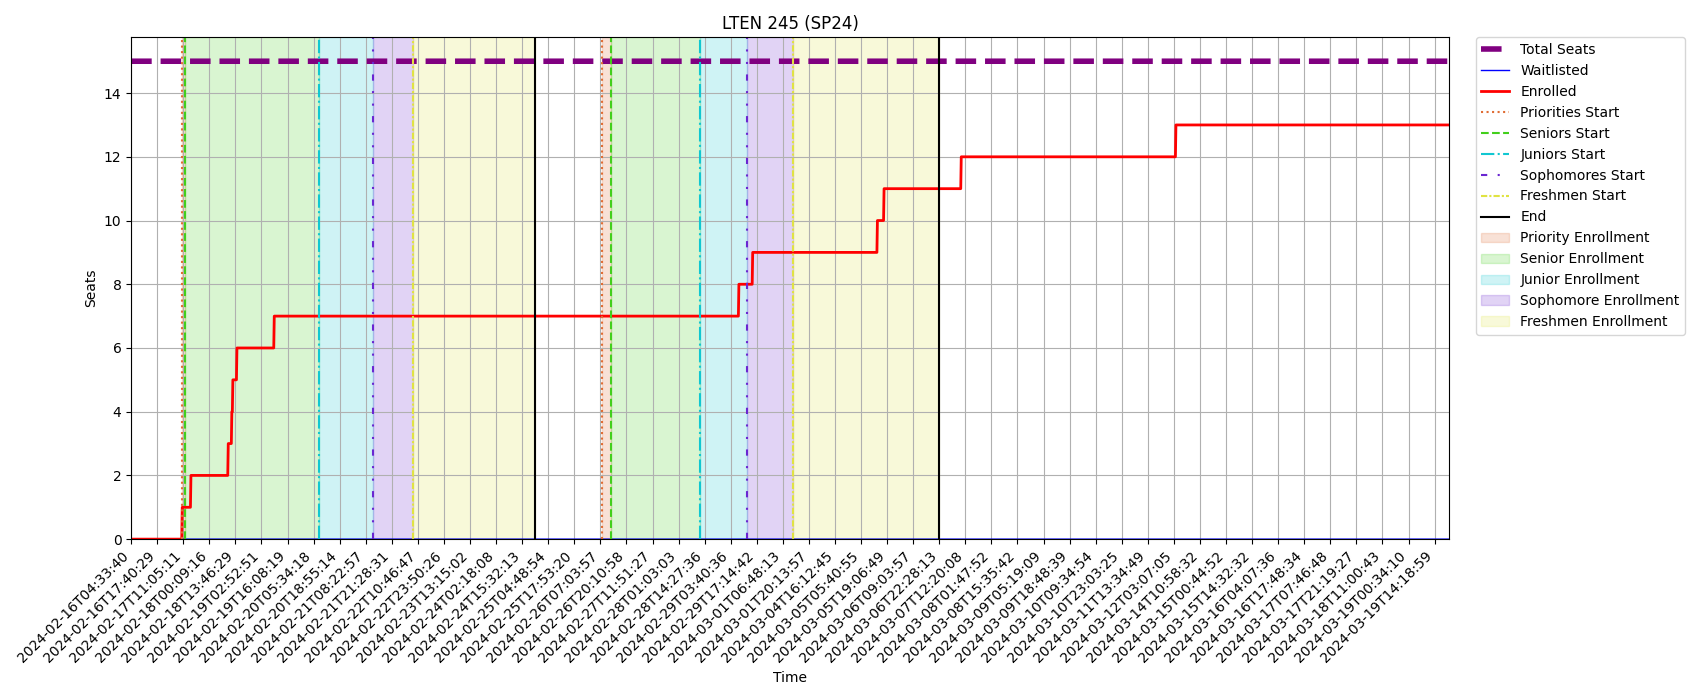 LTEN 245 (SP24)
Total Seats
Waitlisted
Enrolled
Priorities Start
Seniors Start
Juniors Start
Sophomores Start
Freshmen Start
End
Priority Enrollment
Senior Enrollment
Junior Enrollment
Sophomore Enrollment
Freshmen Enrollment
Seats
14
12
10
8
6
4
2
0
2024-02-16T04:33:40
2024-02-16T17:40:29
2024-02-17T11:05:11
2024-02-18T00:09:16
2024-02-18T13:46:29
2024-02-19T02:52:51
2024-02-19T16:08:19
2024-02-20T05:34:18
2024-02-20T18:55:14
2024-02-21T08:22:57
2024-02-21T21:28:31
2024-02-22T10:46:47
2024-02-22T23:50:26
2024-02-23T13:15:02
2024-02-24T02:18:08
2024-02-24T15:32:13
2024-02-25T04:48:54
2024-02-25T17:53:20
2024-02-26T07:03:57
2024-02-26T20:10:58
2024-02-27T11:51:27
2024-02-28T01:03:03
2024-02-28T14:27:36
2024-02-29T03:40:36
2024-02-29T17:14:42
2024-03-01T06:48:13
2024-03-01T20:13:57
2024-03-04T16:12:45
2024-03-05T05:40:55
2024-03-05T19:06:49
2024-03-06T09:03:57
2024-03-06T22:28:13
2024-03-07T12:20:08
2024-03-08T01:47:52
2024-03-08T15:35:42
2024-03-09T05:19:09
2024-03-09T18:48:39
2024-03-10T09:34:54
2024-03-10T23:03:25
2024-03-11T13:34:49
2024-03-12T03:07:05
2024-03-14T10:58:32
2024-03-15T00:44:52
2024-03-15T14:32:32
2024-03-16T04:07:36
2024-03-16T17:48:34
2024-03-17T07:46:48
2024-03-17T21:19:27
2024-03-18T11:00:43
2024-03-19T00:34:10
2024-03-19T14:18:59
Time